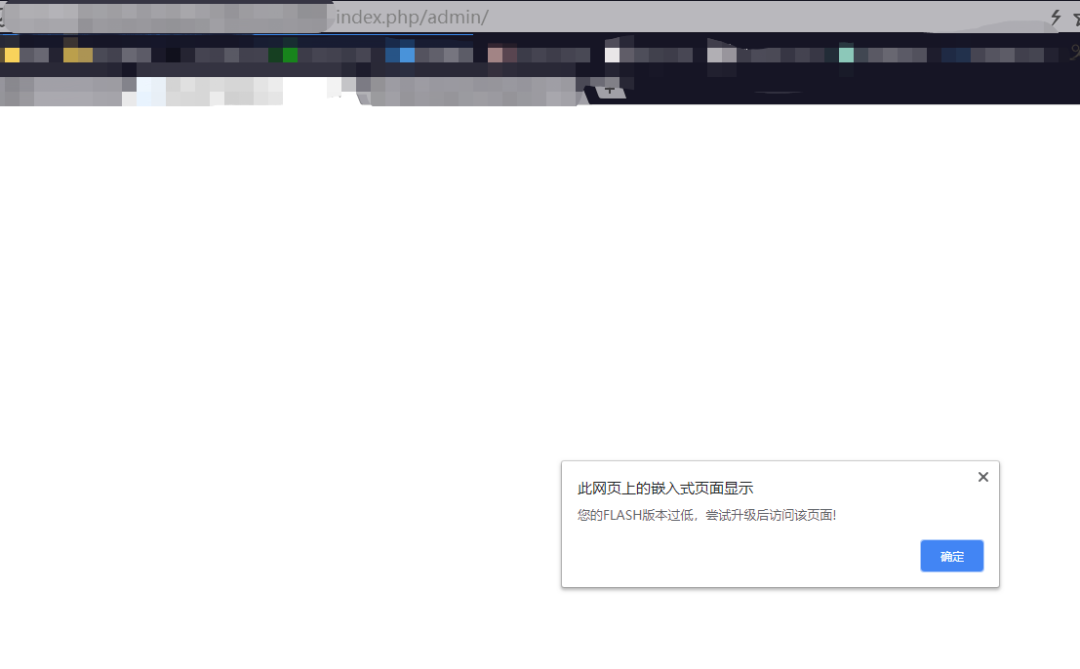 index.php/admin/
此网页上的嵌入式页面显示
您的FLASH版本过低，尝试升级后访问该页面!
确定